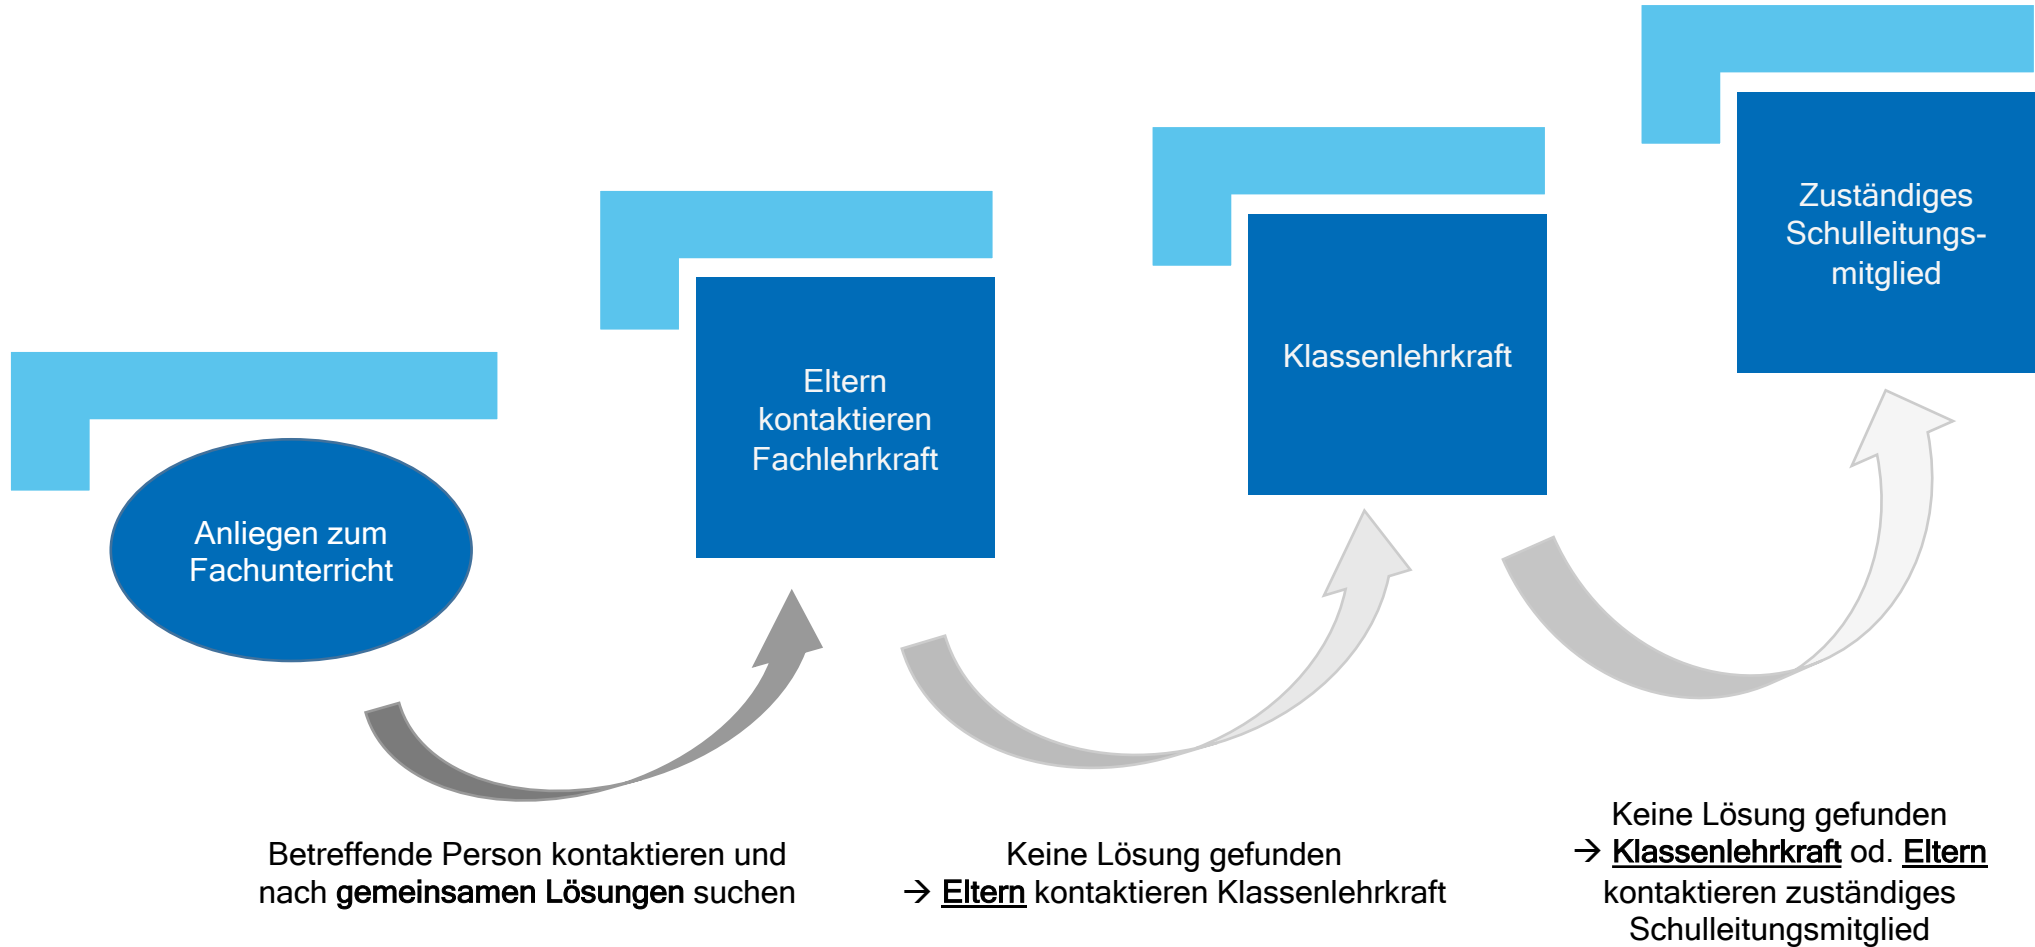 Anliegen zum
Fachunterricht
Eltern
kontaktieren
Fachlehrkraft
Klassenlehrkraft
Zuständiges
Schulleitungs-
mitglied
Betreffende Person kontaktieren und
nach gemeinsamen Lösungen suchen
Keine Lösung gefunden
→ Eltern kontaktieren Klassenlehrkraft
Keine Lösung gefunden
→ Klassenlehrkraft od. Eltern
kontaktieren zuständiges
Schulleitungsmitglied